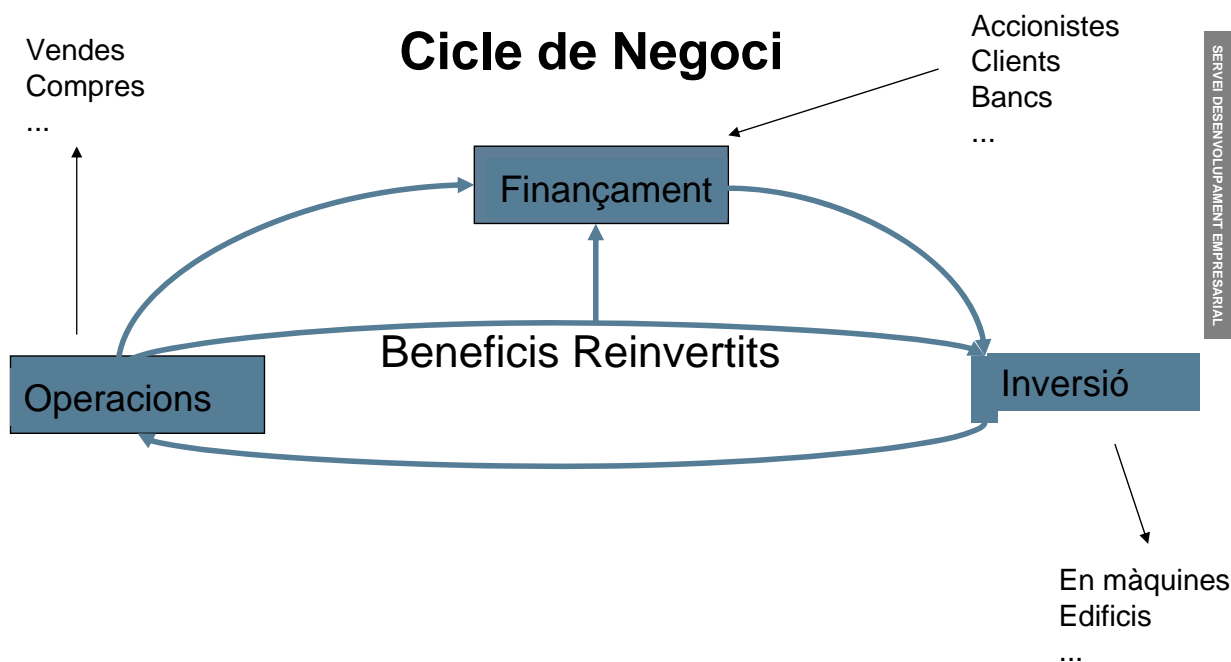 Cicle de Negoci
Vendes
Compres
...
Accionistes
Clients
Bancs
...
SERVEI DESENVOLUPAMENT EMPRESARIAL
Finançament
Beneficis Reinvertits
Operacions
Inversió
En màquines
Edificis
...